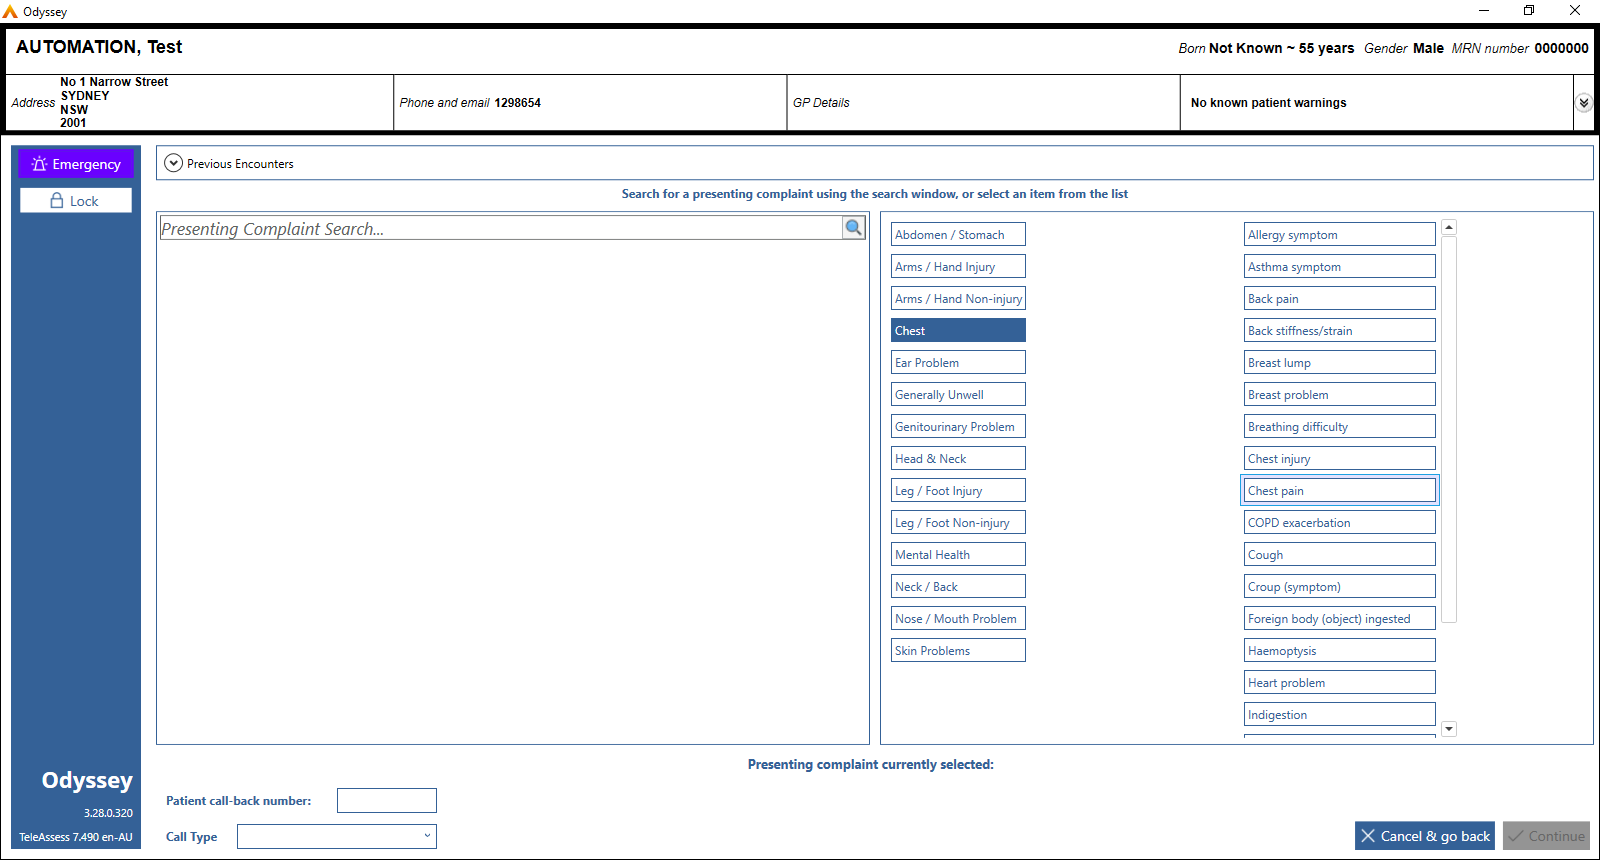 Odyssey
AUTOMATION, Test
Born Not Known ~ 55 years Gender Male MRN number 0000000
Address No 1 Narrow Street
SYDNEY
NSW
2001
Phone and email 1298654
GP Details
No known patient warnings
Emergency
Lock
Previous Encounters
Search for a presenting complaint using the search window, or select an item from the list
Presenting Complaint Search...
Abdomen / Stomach
Arms / Hand Injury
Arms / Hand Non-injury
Chest
Ear Problem
Generally Unwell
Genitourinary Problem
Head & Neck
Leg / Foot Injury
Leg / Foot Non-injury
Mental Health
Neck / Back
Nose / Mouth Problem
Skin Problems
Allergy symptom
Asthma symptom
Back pain
Back stiffness/strain
Breast lump
Breast problem
Breathing difficulty
Chest injury
Chest pain
COPD exacerbation
Cough
Croup (symptom)
Foreign body (object) ingested
Haemoptysis
Heart problem
Indigestion
Presenting complaint currently selected:
Odyssey
3.28.0.320
TeleAssess 7.490 en-AU
Patient call-back number:
Call Type
Cancel & go back
Continue